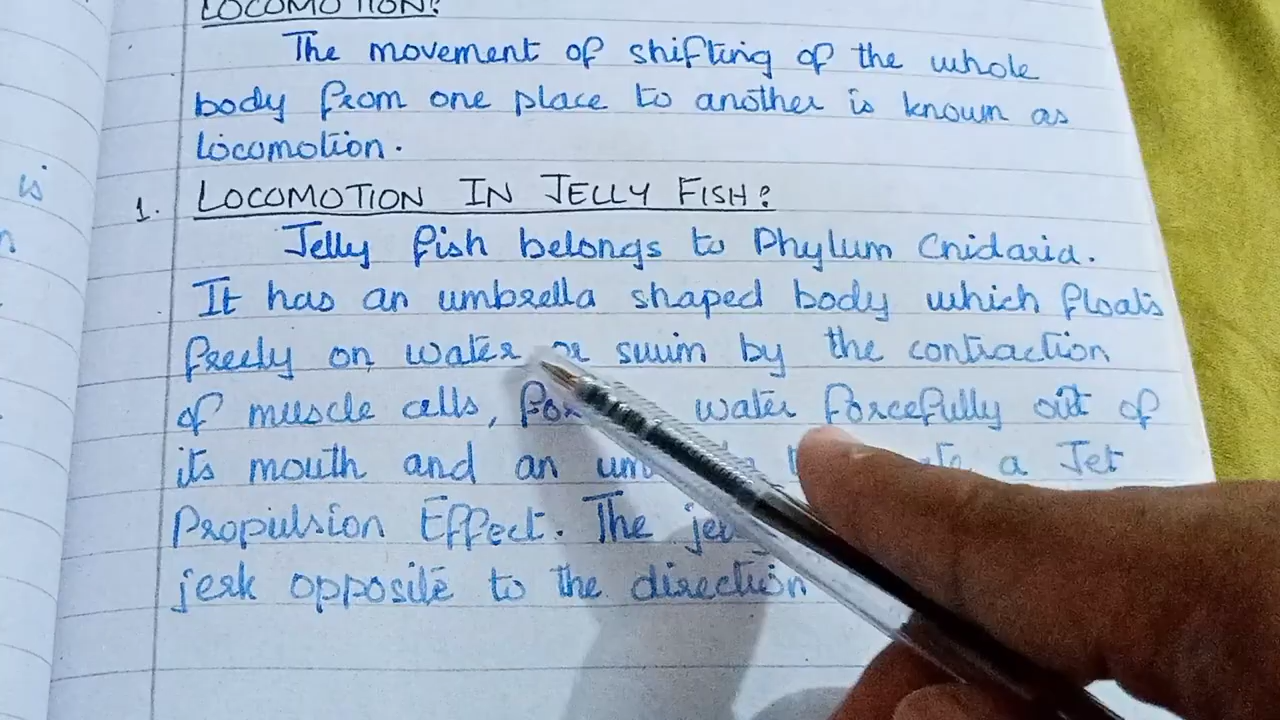 LOCOMOTION?
The movement of shifting of the whole
body from one place to another is known as
locomotion.
1. LOCOMOTION IN JELLY FISH?
Jelly fish belongs to Phylum Cnidaria.
It has an umbrella shaped body which floats
freely on water or swim by the contraction
of muscle cells, water forcefully out of
its mouth and an a Jet
Propulsion Effect. The
jerk opposite to the direction
is